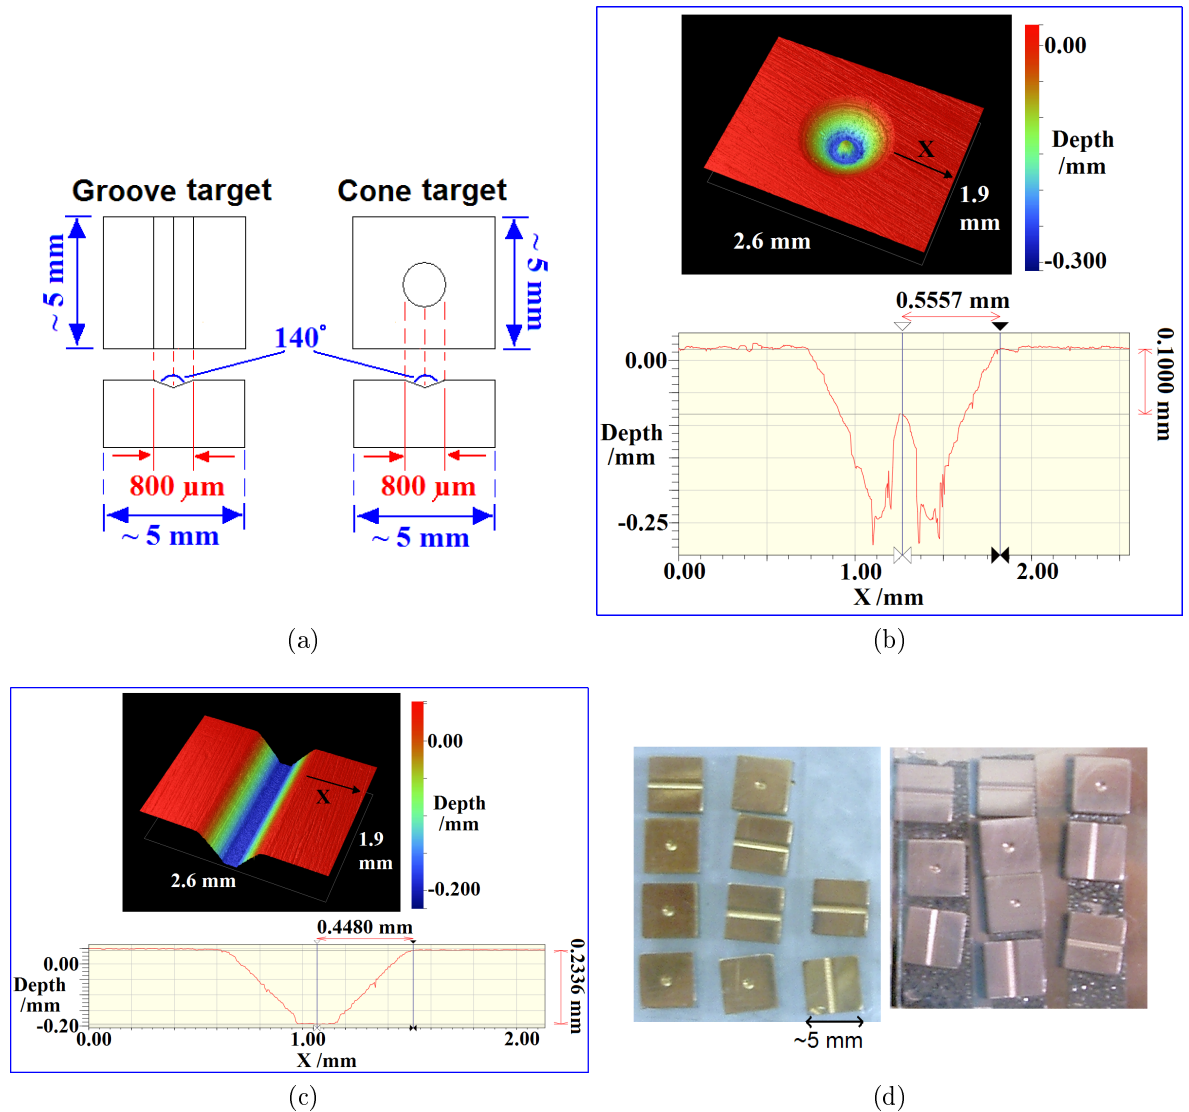 Groove target
Cone target
~ 5 mm
~ 5 mm
140°
800 µm
800 µm
~ 5 mm
~ 5 mm
(a)
0.00
Depth
/mm
-0.300
X
1.9
mm
2.6 mm
0.5557 mm
0.00
Depth
/mm
-0.25
0.1000 mm
0.00
1.00
2.00
X /mm
(b)
0.00
Depth
/mm
-0.200
X
1.9
mm
2.6 mm
0.4480 mm
0.00
Depth
/mm
-0.20
0.2336 mm
0.00
1.00
2.00
X /mm
(c)
~5 mm
(d)